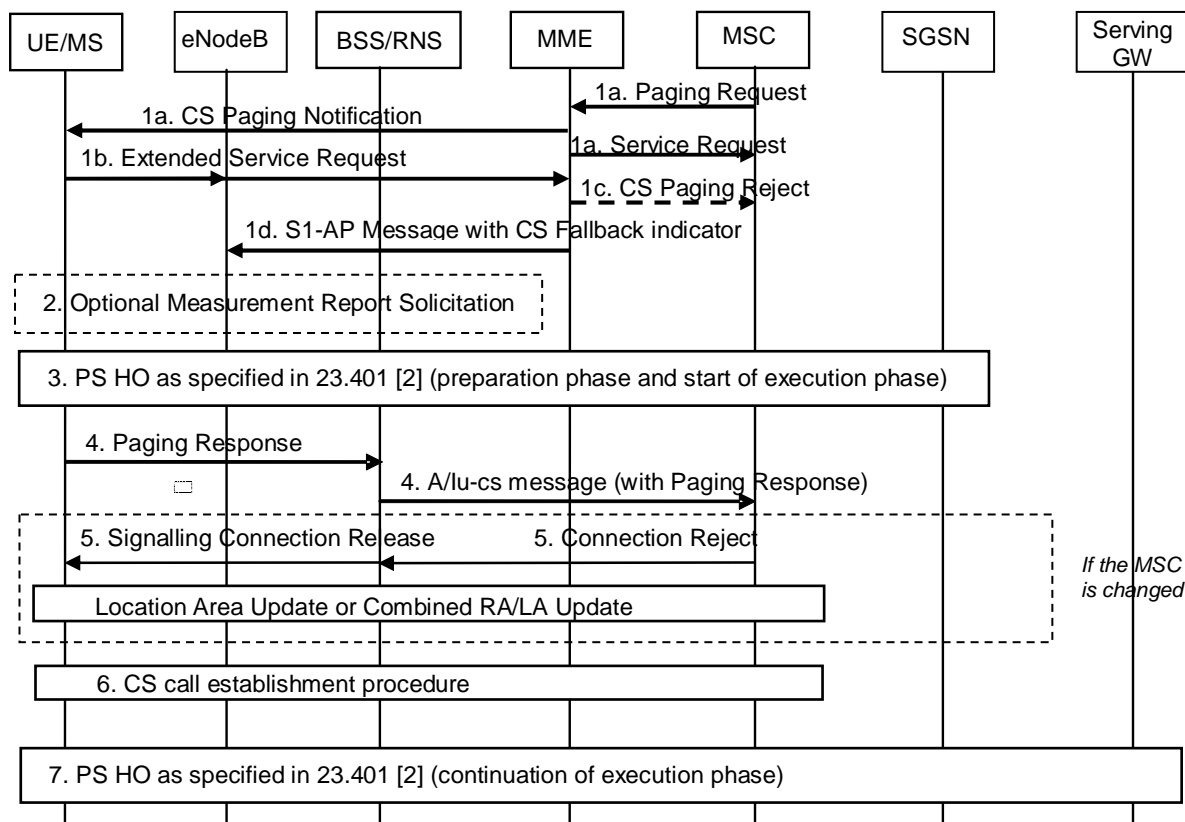 UE/MS
eNodeB
BSS/RNS
MME
MSC
SGSN
Serving
GW
1a. Paging Request
1a. CS Paging Notification
1a. Service Request
1b. Extended Service Request
1c. CS Paging Reject
1d. S1-AP Message with CS Fallback indicator
2. Optional Measurement Report Solicitation
3. PS HO as specified in 23.401 [2] (preparation phase and start of execution phase)
4. Paging Response
4. A/Iu-cs message (with Paging Response)
5. Signalling Connection Release
5. Connection Reject
If the MSC
is changed
Location Area Update or Combined RA/LA Update
6. CS call establishment procedure
7. PS HO as specified in 23.401 [2] (continuation of execution phase)